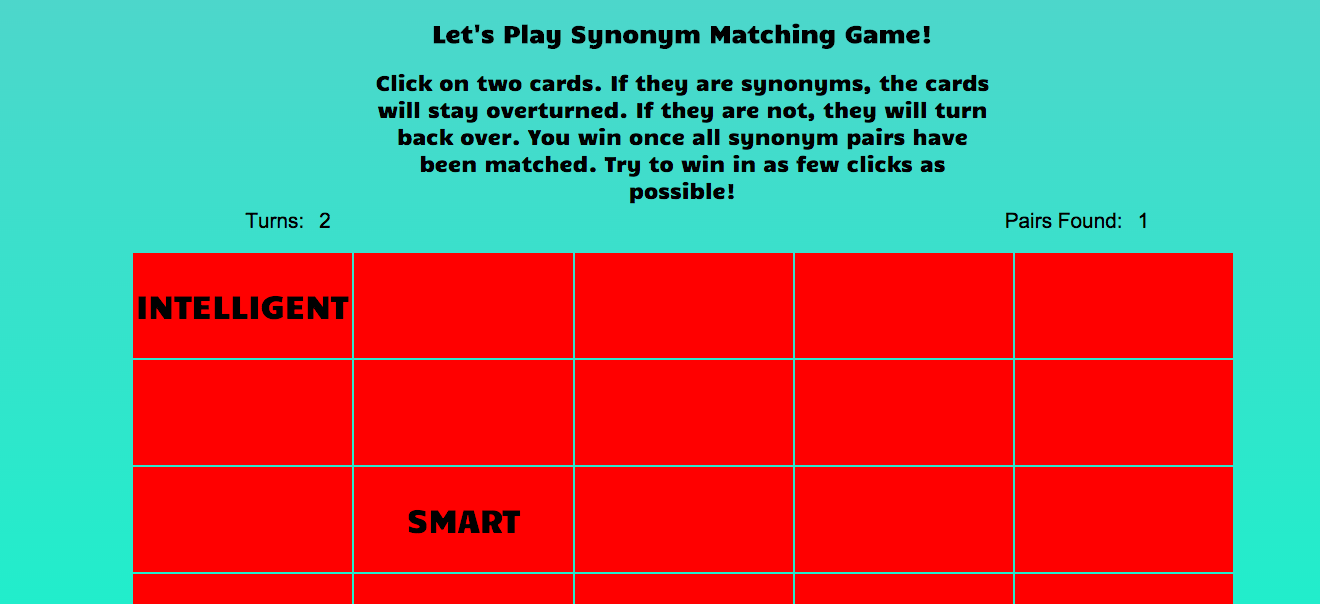 Let's Play Synonym Matching Game!
Click on two cards. If they are synonyms, the cards
will stay overturned. If they are not, they will turn
back over. You win once all synonym pairs have
been matched. Try to win in as few clicks as
possible!
Turns: 2
Pairs Found: 1
INTELLIGENT
SMART